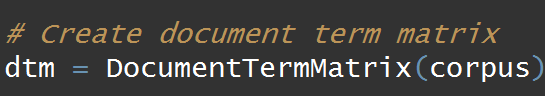 # Create document term matrix
dtm = DocumentTermMatrix(corpus)